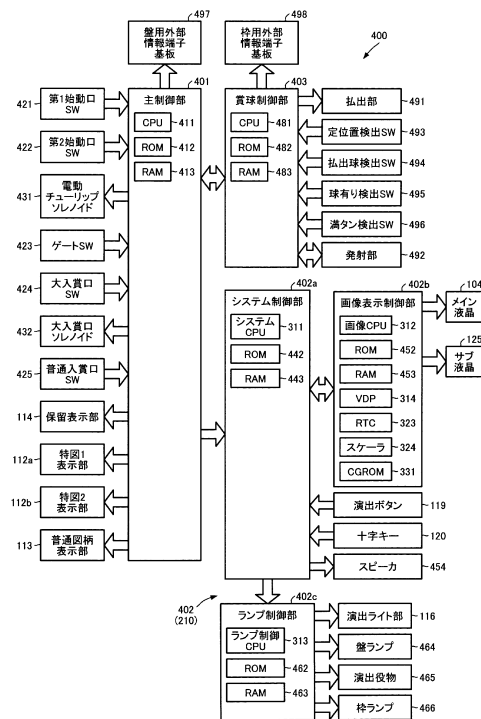 497
盤用外部
情報端子
基板
498
枠用外部
情報端子
基板
400
401
主制御部
CPU
411
ROM
412
RAM
413
403
賞球制御部
CPU
481
ROM
482
RAM
483
421
第1始動口
SW
422
第2始動口
SW
431
電動
チューリップ
ソレノイド
423
ゲートSW
424
大入賞口
SW
432
大入賞口
ソレノイド
425
普通入賞口
SW
114
保留表示部
112a
特図1
表示部
112b
特図2
表示部
113
普通図柄
表示部
払出部
491
定位置検出SW
493
払出球検出SW
494
球有り検出SW
495
満タン検出SW
496
発射部
492
402a
システム制御部
システム
CPU
311
ROM
442
RAM
443
402b
画像表示制御部
画像CPU
312
ROM
452
RAM
453
VDP
314
RTC
323
スケーラ
324
CGROM
331
104
メイン
液晶
125
サブ
液晶
演出ボタン
119
十字キー
120
スピーカ
454
402
(210)
402c
ランプ制御部
ランプ制御
CPU
313
ROM
462
RAM
463
演出ライト部
116
盤ランプ
464
演出役物
465
枠ランプ
466